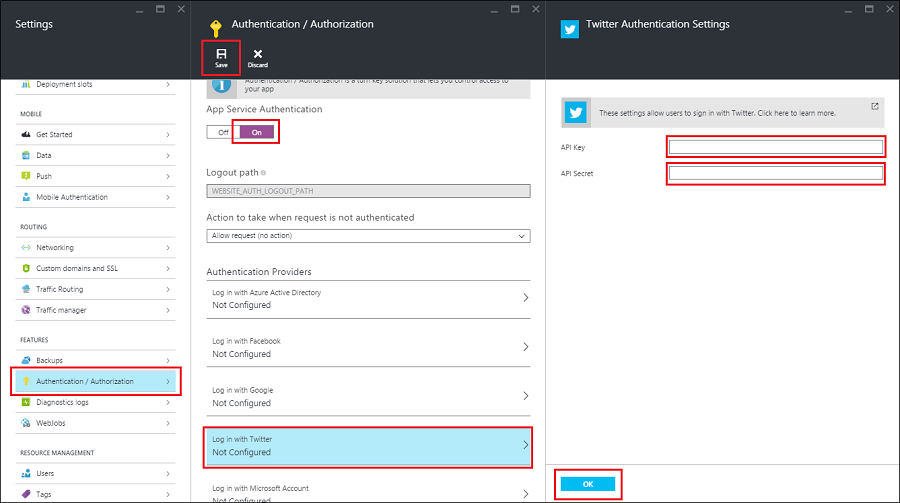 Settings
Deployment slots
MOBILE
Get Started
Data
Push
Mobile Authentication
ROUTING
Networking
Custom domains and SSL
Traffic Routing
Traffic manager
FEATURES
Backups
Authentication / Authorization
Diagnostics logs
WebJobs
RESOURCE MANAGEMENT
Users
Tags
Authentication / Authorization
Save
Discard
Authentication / Authorization is a turn key solution that lets you control access to
your app
App Service Authentication
Off
On
Logout path
WEBSITE_AUTH_LOGOUT_PATH
Action to take when request is not authenticated
Allow request (no action)
Authentication Providers
Log in with Azure Active Directory
Not Configured
Log in with Facebook
Not Configured
Log in with Google
Not Configured
Log in with Twitter
Not Configured
Log in with Microsoft Account
Not Configured
Twitter Authentication Settings
These settings allow users to sign in with Twitter. Click here to learn more.
API Key
API Secret
OK